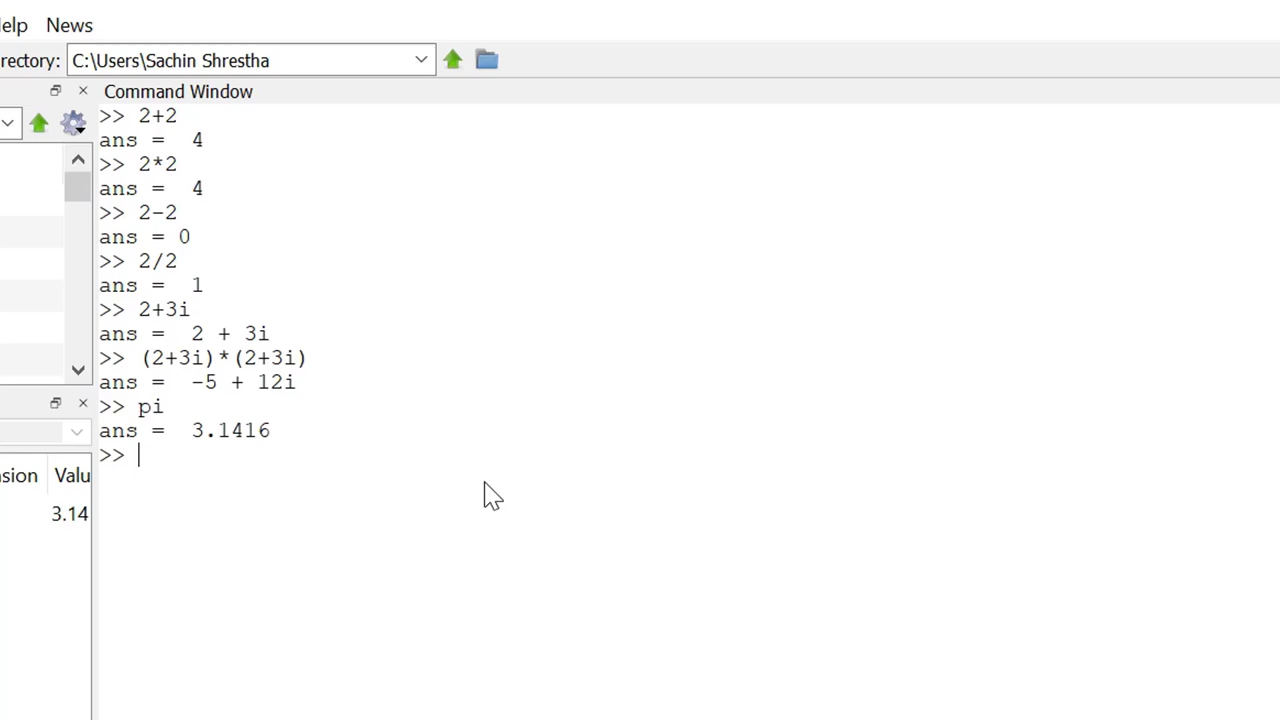 elp News
rectory: C:\Users\Sachin Shrestha
Command Window
>> 2+2
ans =  4
>> 2*2
ans =  4
>> 2-2
ans = 0
>> 2/2
ans =  1
>> 2+3i
ans =  2 + 3i
>> (2+3i)*(2+3i)
ans =  -5 + 12i
>> pi
ans =  3.1416
>>
nsion Valu
3.14